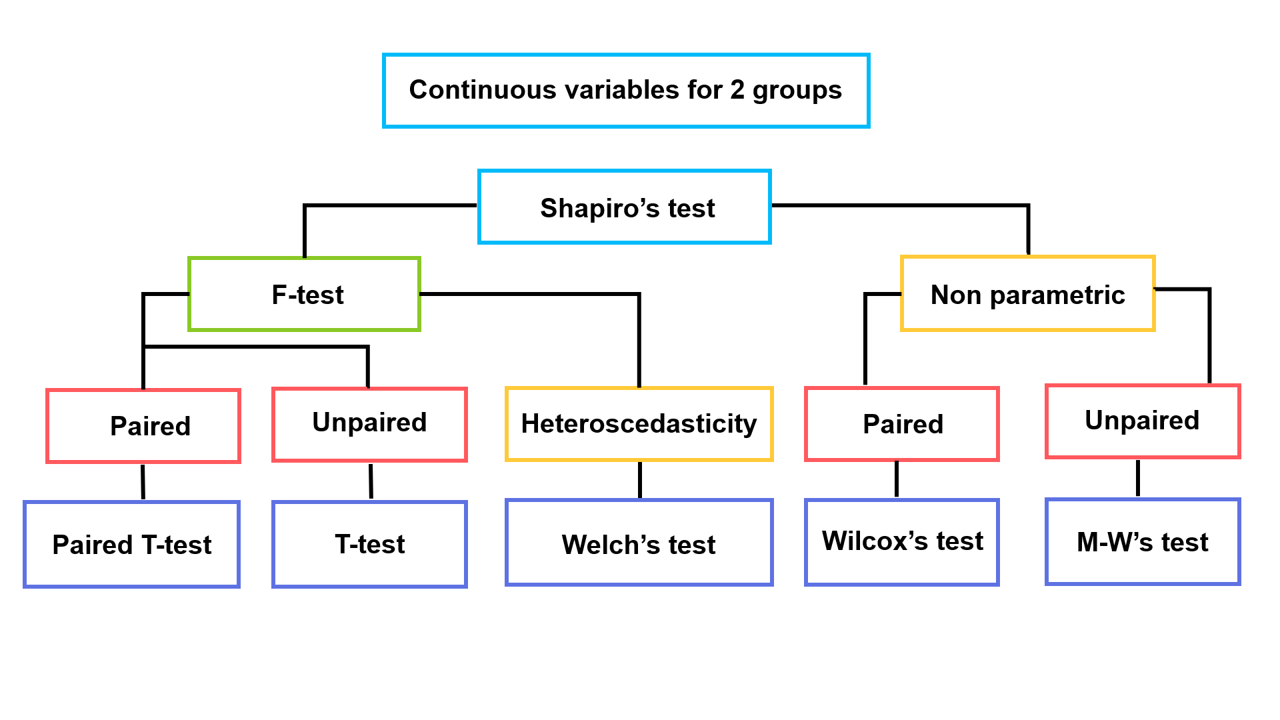 Continuous variables for 2 groups
Shapiro’s test
F-test
Non parametric
Paired
Unpaired
Heteroscedasticity
Paired
Unpaired
Paired T-test
T-test
Welch’s test
Wilcox’s test
M-W’s test